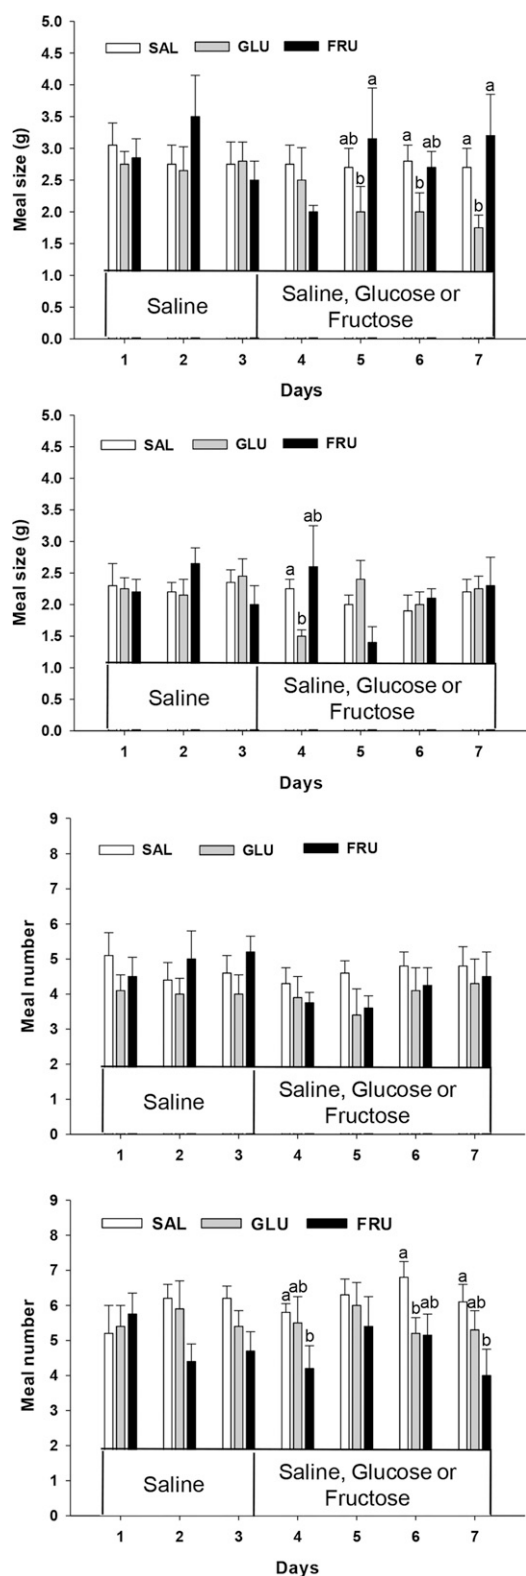 5.0
SAL GLU FRU
4.5
4.0
3.5
3.0
2.5
2.0
1.5
1.0
0.5
0.0
Meal size (g)
a a
ab a ab a
b b b
Saline Saline, Glucose or
Fructose
1 2 3 4 5 6 7
Days
5.0
SAL GLU FRU
4.5
4.0
3.5
3.0
2.5
2.0
1.5
1.0
0.5
0.0
Meal size (g)
ab
a
b
Saline Saline, Glucose or
Fructose
1 2 3 4 5 6 7
Days
9
SAL GLU FRU
8
7
6
5
4
3
2
1
0
Meal number
Saline Saline, Glucose or
Fructose
1 2 3 4 5 6 7
Days
9
SAL GLU FRU
8
7
6
5
4
3
2
1
0
Meal number
a
a ab b ab a ab
b b
Saline Saline, Glucose or
Fructose
1 2 3 4 5 6 7
Days